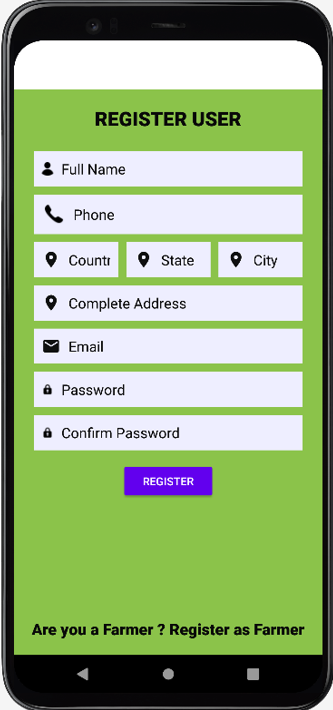 REGISTER USER
Full Name
Phone
Countr State City
Complete Address
Email
Password
Confirm Password
REGISTER
Are you a Farmer ? Register as Farmer